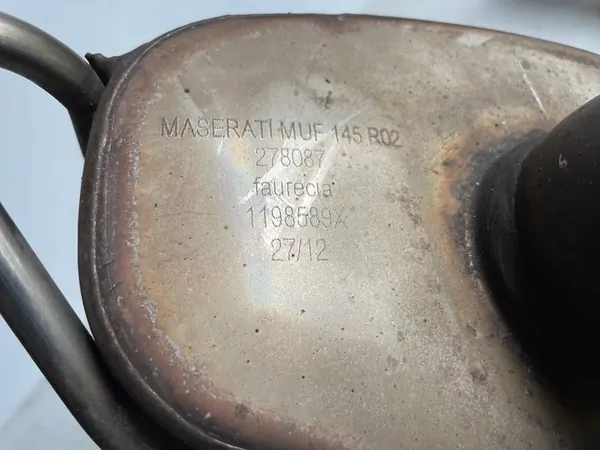 MASERATI MUF 145 R02
278087
faurecia
1198589X
27/12